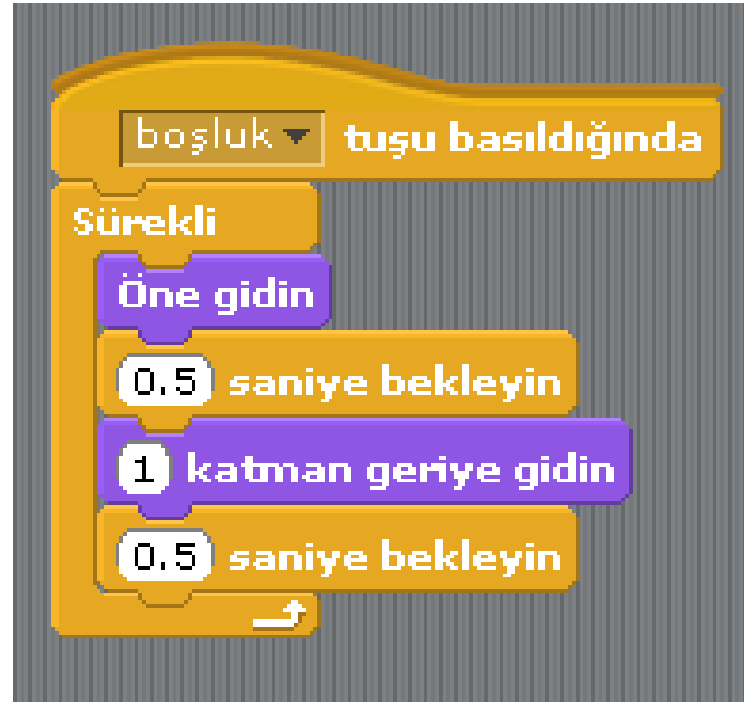 boşluk tuşu basıldığında
Sürekli
Öne gidin
0.5 saniye bekleyin
1 katman geriye gidin
0.5 saniye bekleyin